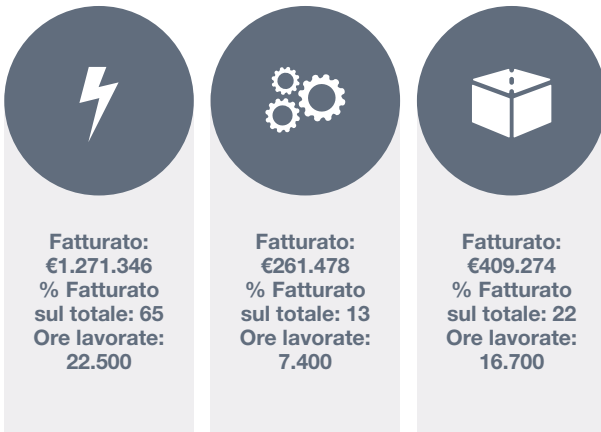 Fatturato:
€1.271.346
% Fatturato
sul totale: 65
Ore lavorate:
22.500
Fatturato:
€261.478
% Fatturato
sul totale: 13
Ore lavorate:
7.400
Fatturato:
€409.274
% Fatturato
sul totale: 22
Ore lavorate:
16.700